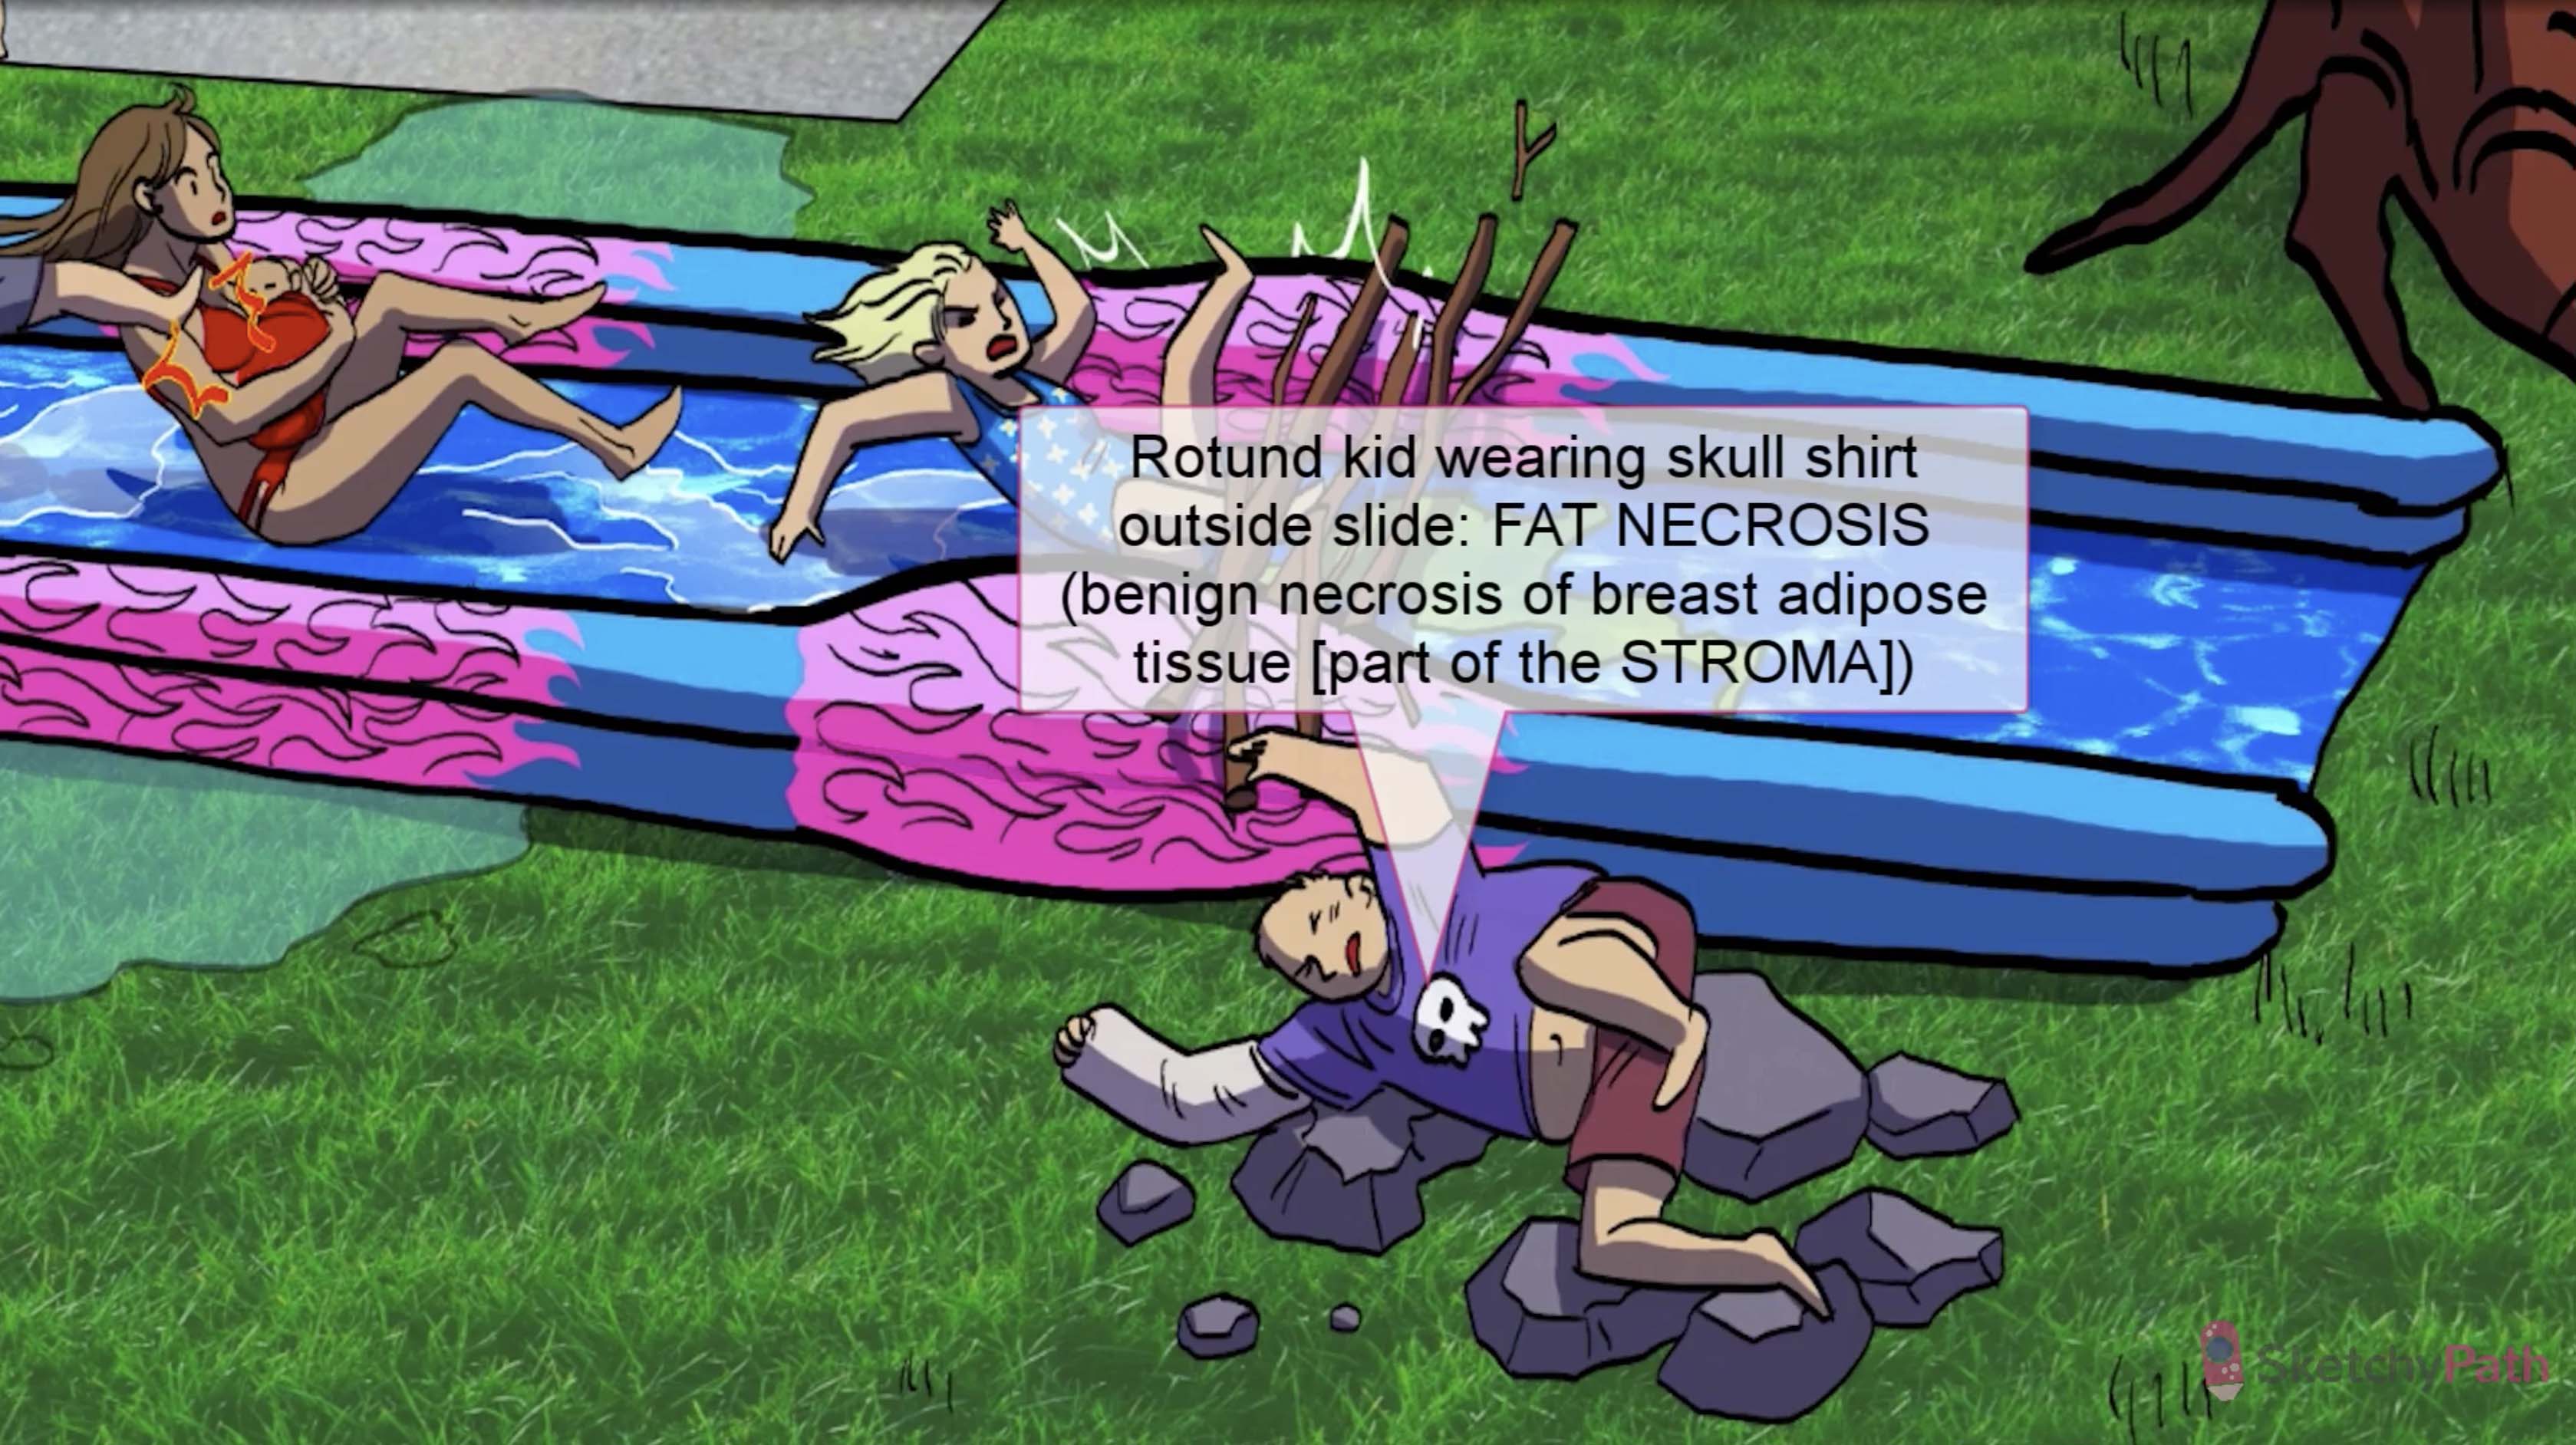 Rotund kid wearing skull shirt
outside slide: FAT NECROSIS
(benign necrosis of breast adipose
tissue [part of the STROMA])
SketchyPath